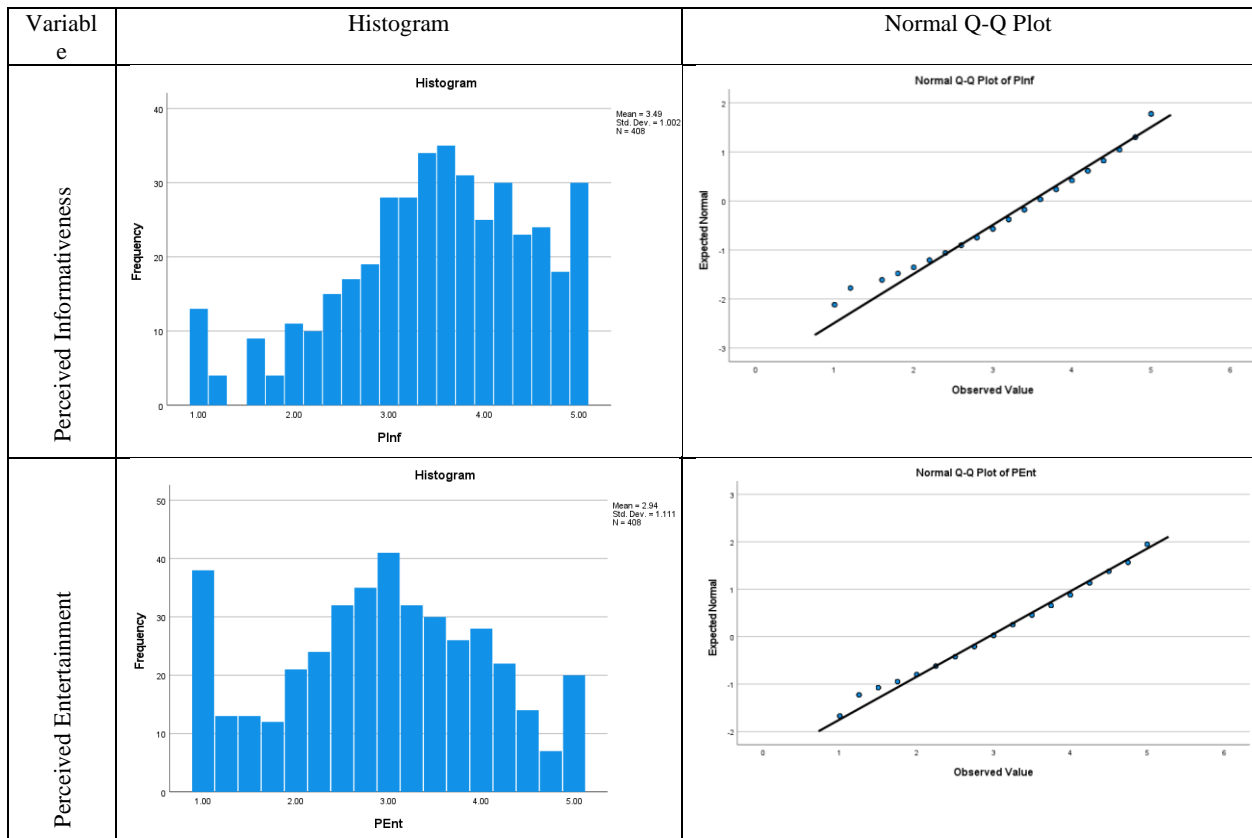 Variabl
e
Histogram
Normal Q-Q Plot
Perceived Informativeness
Histogram
Mean = 3.49
Std. Dev. = 1.002
N = 408
Frequency
40
30
20
10
0
1.00 2.00 3.00 4.00 5.00
PInf
Normal Q-Q Plot of PInf
Expected Normal
2
1
0
-1
-2
-3
0 1 2 3 4 5 6
Observed Value
Perceived Entertainment
Histogram
Mean = 2.94
Std. Dev. = 1.111
N = 408
Frequency
50
40
30
20
10
0
1.00 2.00 3.00 4.00 5.00
PEnt
Normal Q-Q Plot of PEnt
Expected Normal
3
2
1
0
-1
-2
0 1 2 3 4 5 6
Observed Value